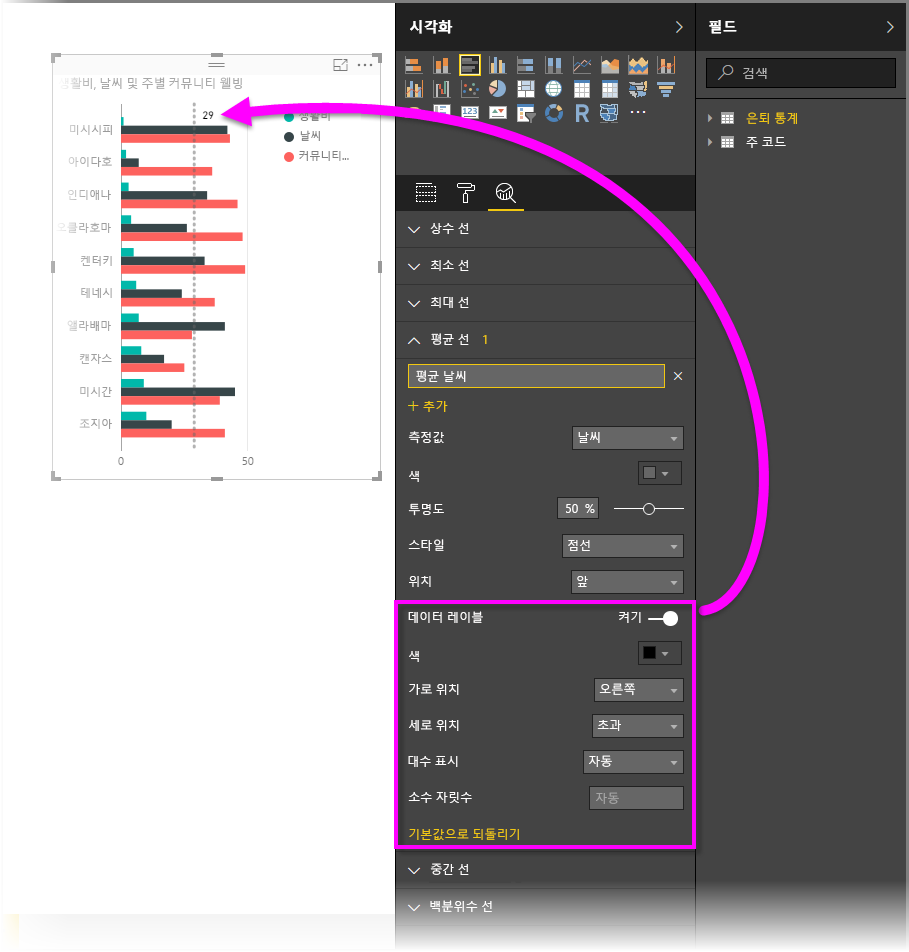 시각화
필드
검색
은퇴 통계
주 코드
생활비, 날씨 및 주별 커뮤니티 웰빙
29
생활비
날씨
커뮤니티...
미시시피
아이다호
인디애나
오클라호마
켄터키
테네시
앨라배마
캔자스
미시간
조지아
0 50
123
R
상수 선
최소 선
최대 선
평균 선 1
평균 날씨
추가
측정값 날씨
색
투명도 50 %
스타일 점선
위치 앞
데이터 레이블 켜기
색
가로 위치 오른쪽
세로 위치 초과
대수 표시 자동
소수 자릿수 자동
기본값으로 되돌리기
중간 선
백분위수 선